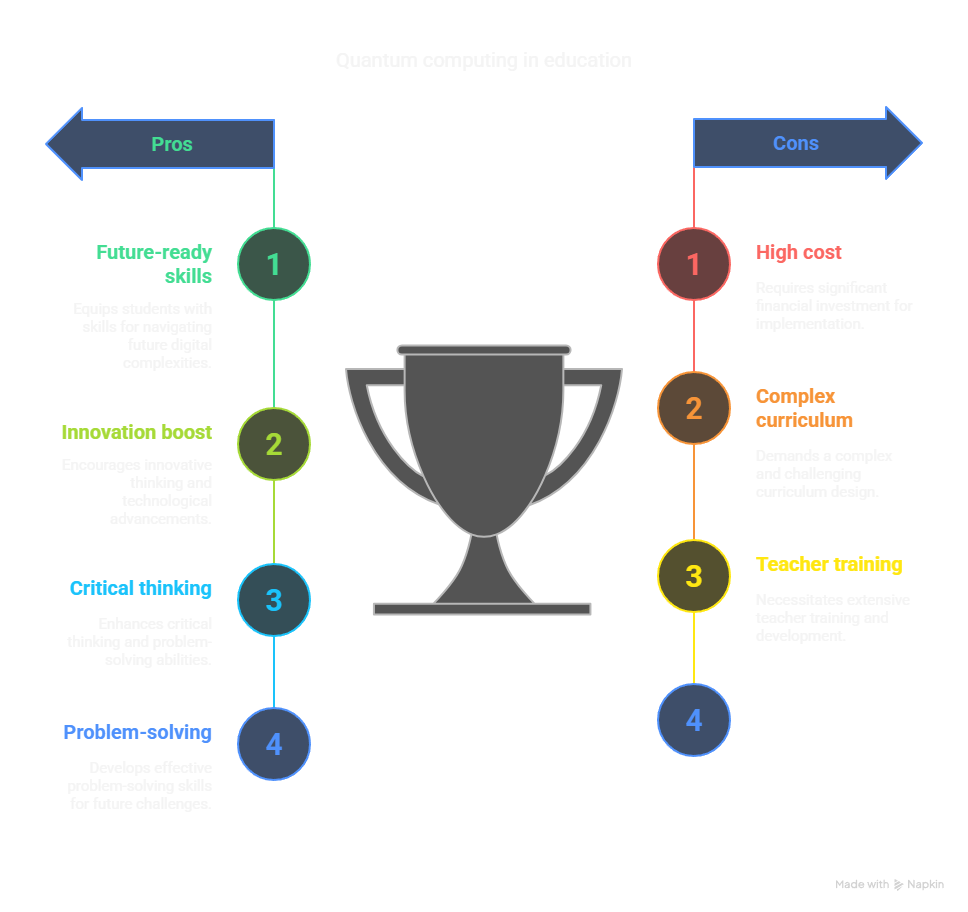 Quantum computing in education
Pros
1
Future-ready
skills
Equips students with
skills for navigating
future digital
complexities.
2
Innovation boost
Encourages innovative
thinking and
technological
advancements.
3
Critical thinking
Enhances critical
thinking and problem-
solving abilities.
4
Problem-solving
Develops effective
problem-solving skills
for future challenges.
Cons
1
High cost
Requires significant
financial investment for
implementation.
2
Complex
curriculum
Demands a complex
and challenging
curriculum design.
3
Teacher training
Necessitates extensive
teacher training and
development.
4
Made with Napkin